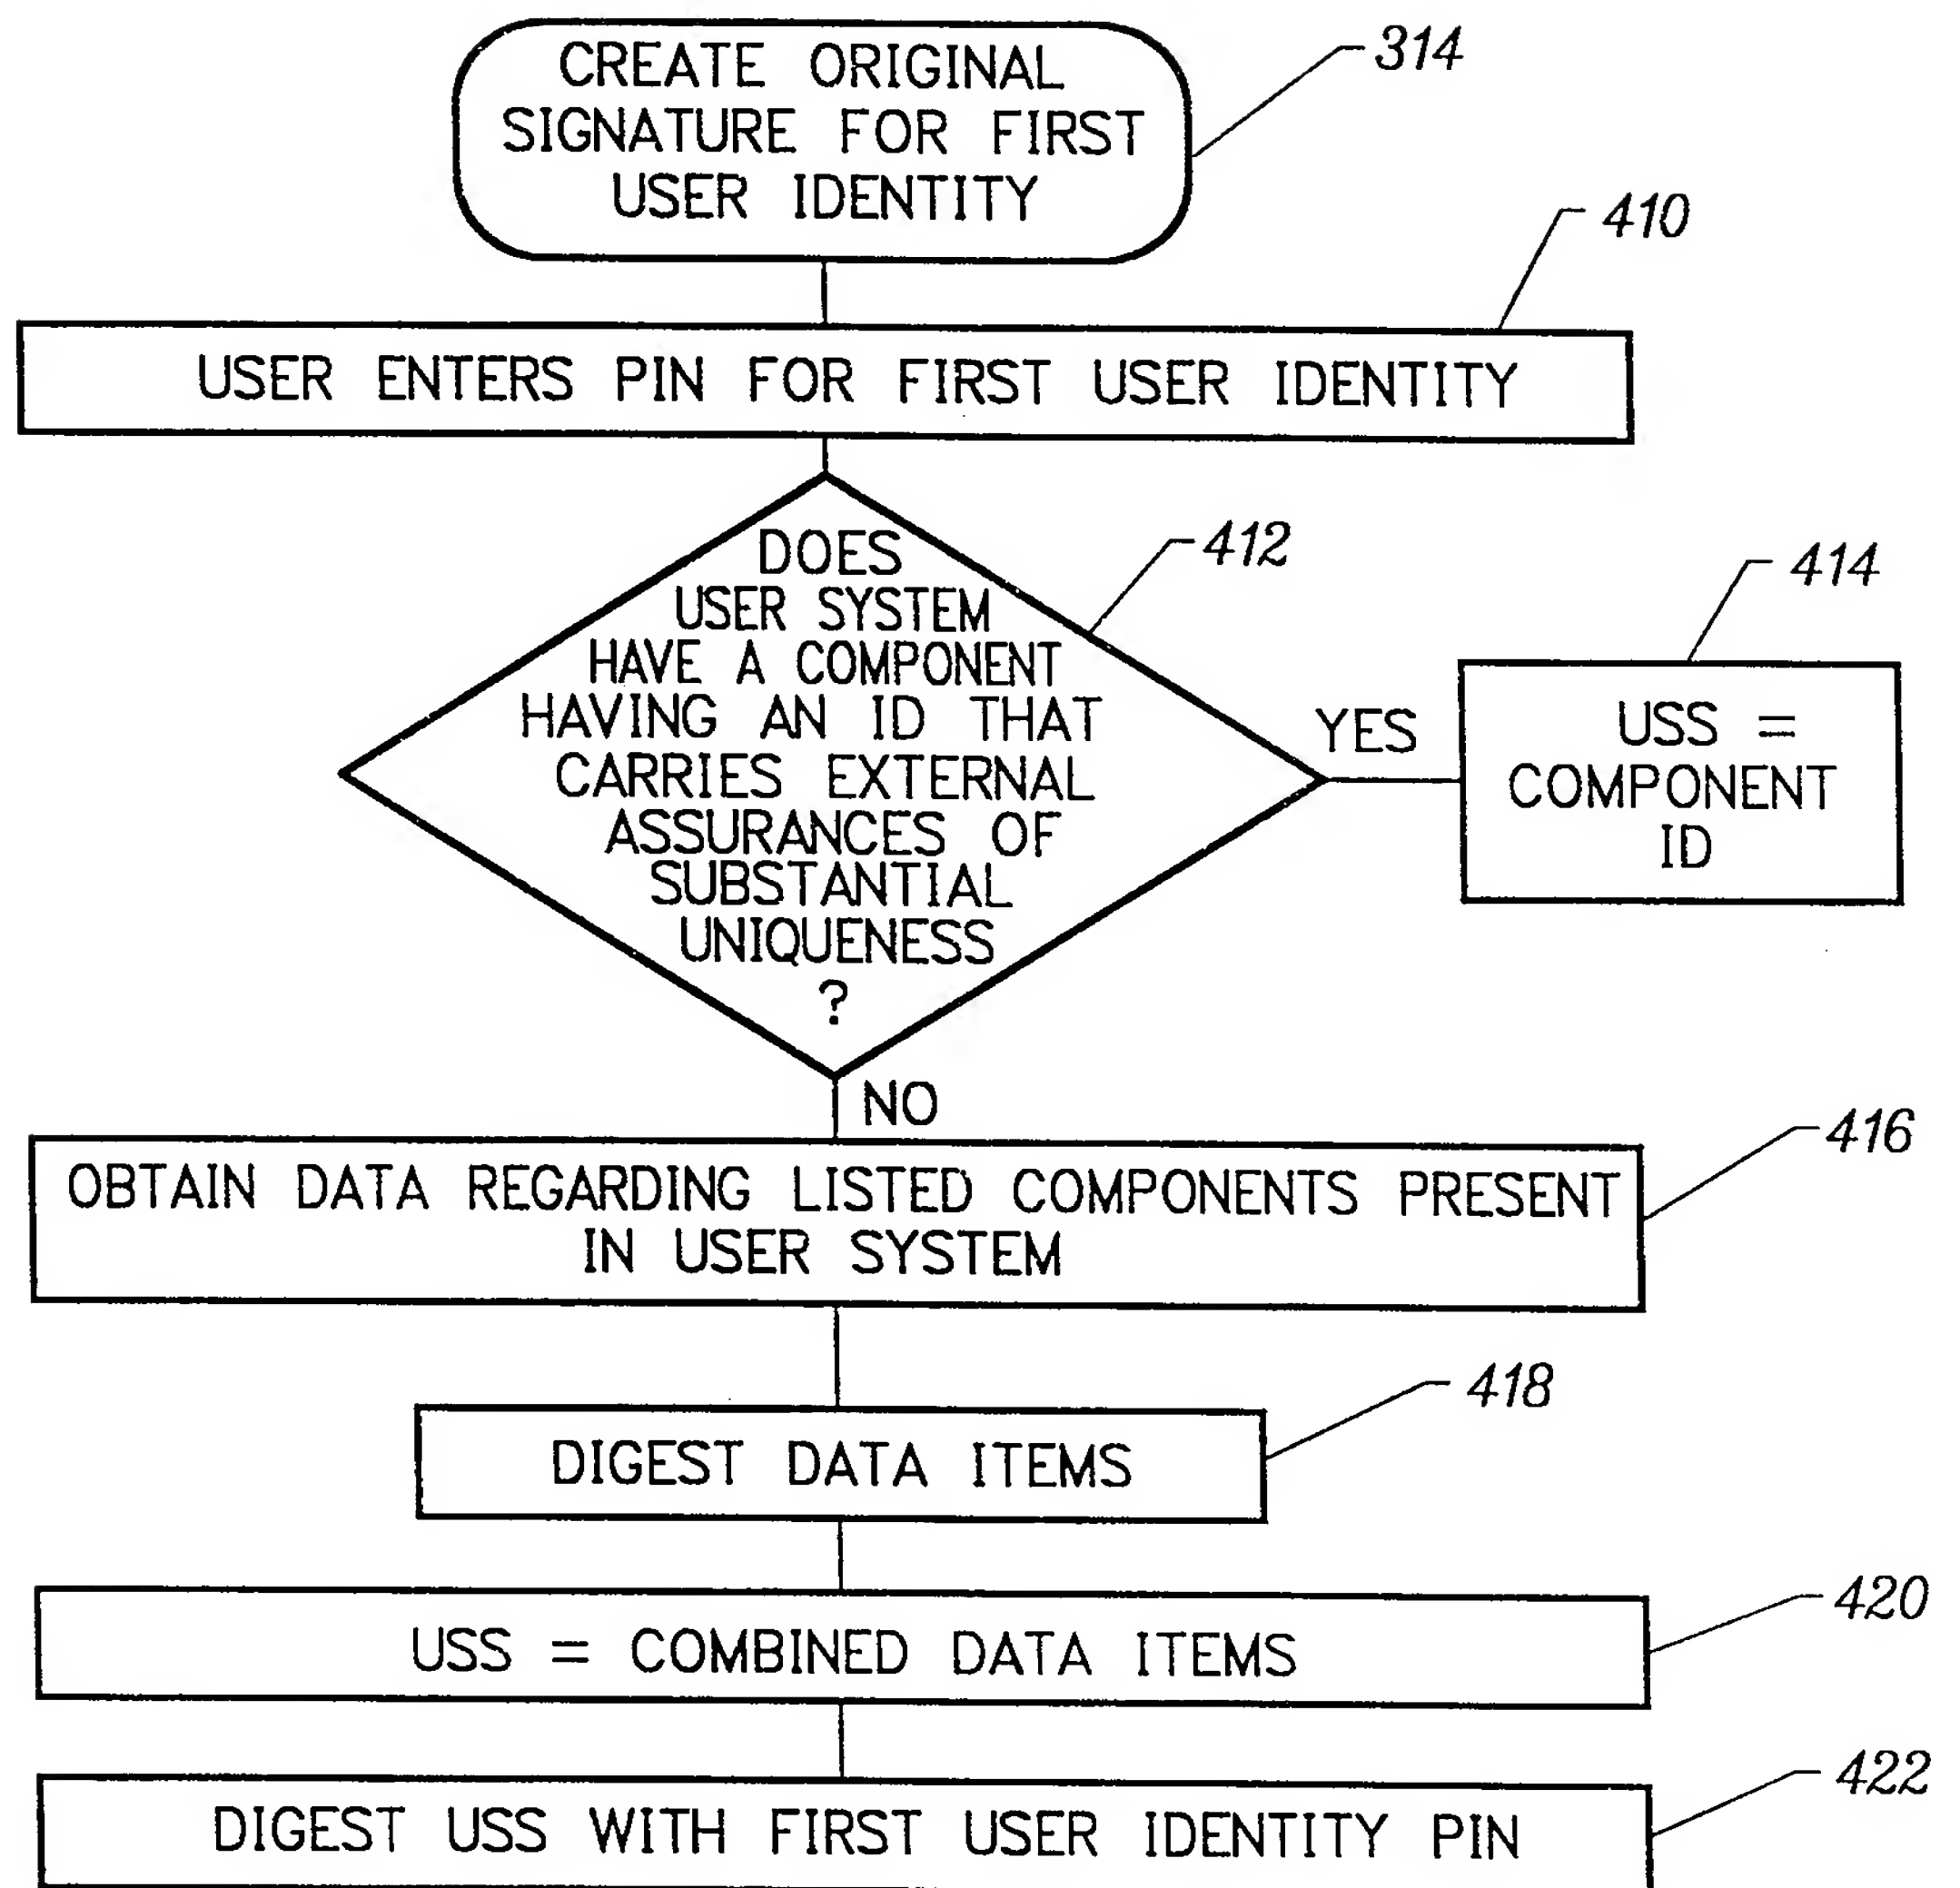 CREATE ORIGINAL
SIGNATURE FOR FIRST
USER IDENTITY
314
410
USER ENTERS PIN FOR FIRST USER IDENTITY
412
DOES
USER SYSTEM
HAVE A COMPONENT
HAVING AN ID THAT
CARRIES EXTERNAL
ASSURANCES OF
SUBSTANTIAL
UNIQUENESS
?
YES
414
USS =
COMPONENT
ID
NO
416
OBTAIN DATA REGARDING LISTED COMPONENTS PRESENT
IN USER SYSTEM
418
DIGEST DATA ITEMS
420
USS = COMBINED DATA ITEMS
422
DIGEST USS WITH FIRST USER IDENTITY PIN